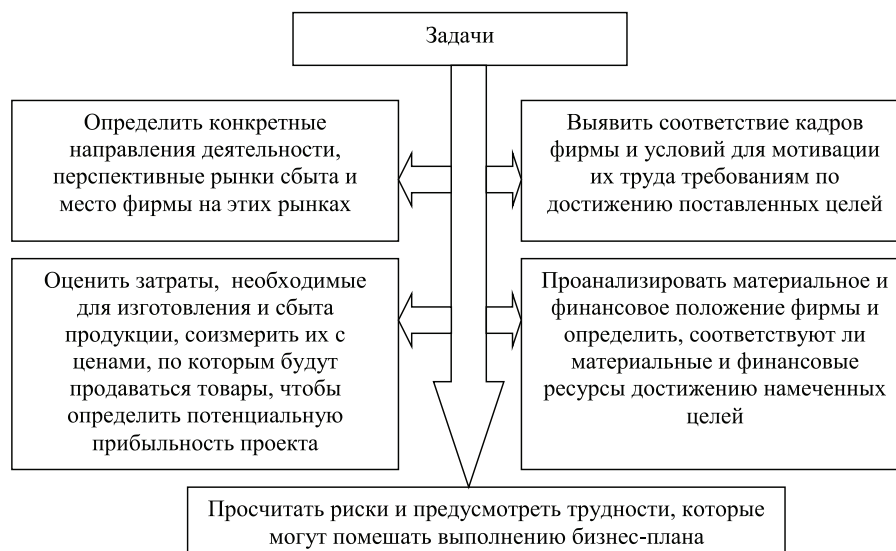 Задачи
Определить конкретные
направления деятельности,
перспективные рынки сбыта и
место фирмы на этих рынках
Выявить соответствие кадров
фирмы и условий для мотивации
их труда требованиям по
достижению поставленных целей
Оценить затраты, необходимые
для изготовления и сбыта
продукции, соизмерить их с
ценами, по которым будут
продаваться товары, чтобы
определить потенциальную
прибыльность проекта
Проанализировать материальное и
финансовое положение фирмы и
определить, соответствуют ли
материальные и финансовые
ресурсы достижению намеченных
целей
Просчитать риски и предусмотреть трудности, которые
могут помешать выполнению бизнес-плана